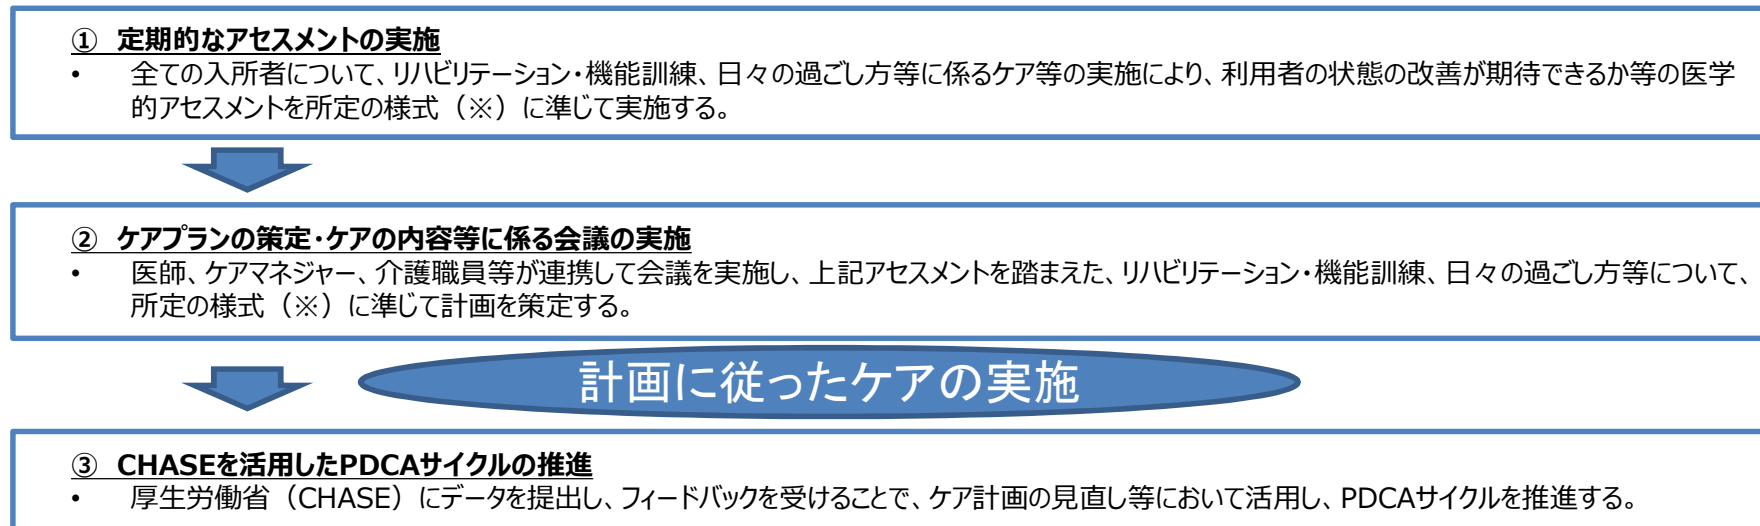 ① 定期的なアセスメントの実施
• 全ての入所者について、リハビリテーション・機能訓練、日々の過ごし方等に係るケア等の実施により、利用者の状態の改善が期待できるか等の医学
的アセスメントを所定の様式（※）に準じて実施する。
② ケアプランの策定・ケアの内容等に係る会議の実施
• 医師、ケアマネジャー、介護職員等が連携して会議を実施し、上記アセスメントを踏まえた、リハビリテーション・機能訓練、日々の過ごし方等について、
所定の様式（※）に準じて計画を策定する。
計画に従ったケアの実施
③ CHASEを活用したPDCAサイクルの推進
• 厚生労働省（CHASE）にデータを提出し、フィードバックを受けることで、ケア計画の見直し等において活用し、PDCAサイクルを推進する。